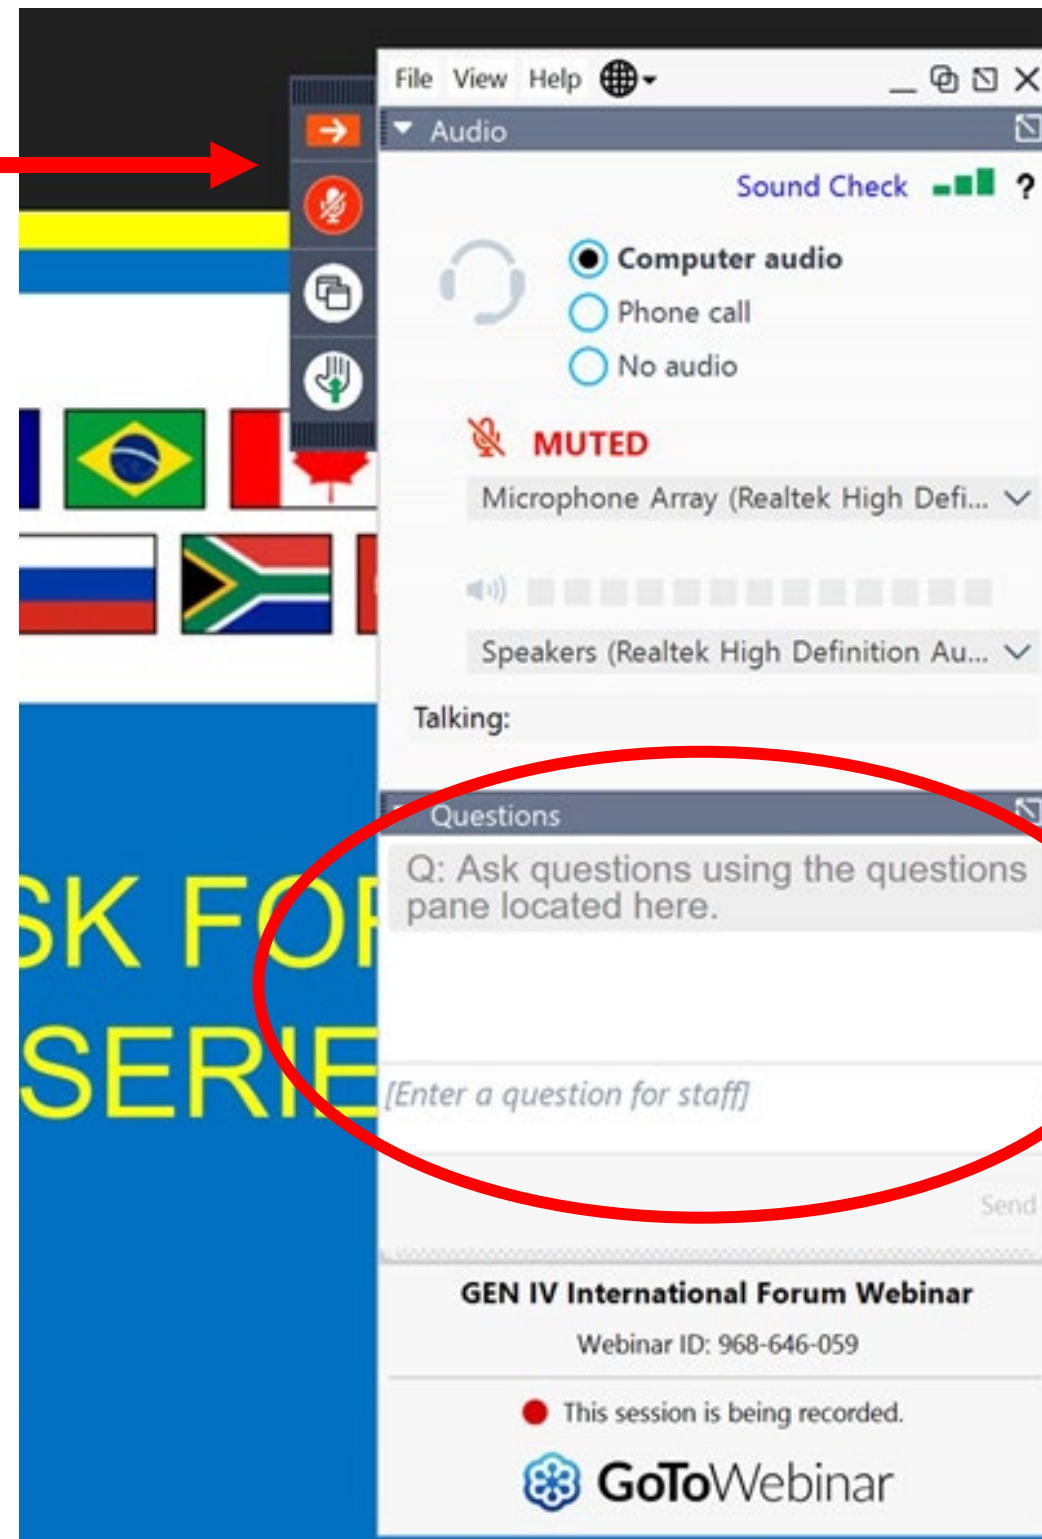 File View Help
Audio
Sound Check ?
Computer audio
Phone call
No audio
MUTED
Microphone Array (Realtek High Defi...
Speakers (Realtek High Definition Au...
Talking:
Questions
Q: Ask questions using the questions
pane located here.
SK FOR
SERIE
[Enter a question for staff]
Send
GEN IV International Forum Webinar
Webinar ID: 968-646-059
This session is being recorded.
GoToWebinar